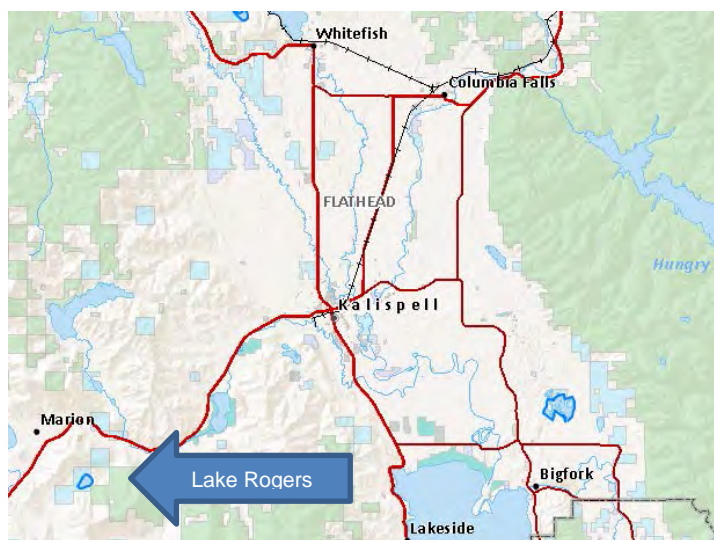 Whitefish
Columbia Falls
FLATHEAD
Hungry
Kalispell
Marion
Lake Rogers
Bigfork
Lakeside